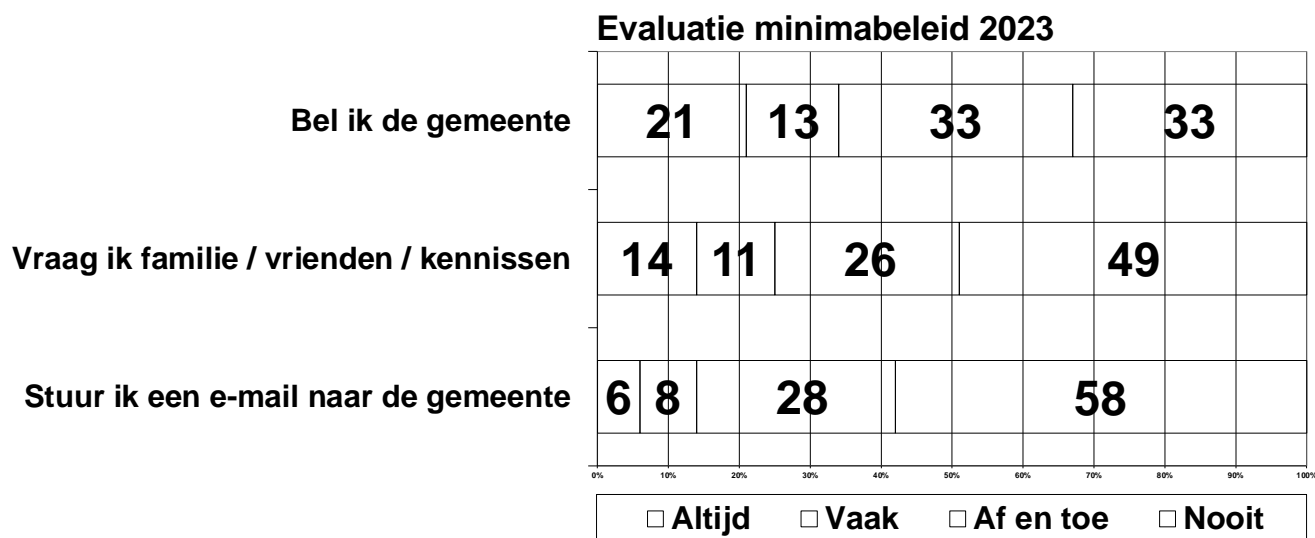 Evaluatie minimabeleid 2023
Bel ik de gemeente 21 13 33 33
Vraag ik familie / vrienden / kennissen 14 11 26 49
Stuur ik een e-mail naar de gemeente 6 8 28 58
0% 10% 20% 30% 40% 50% 60% 70% 80% 90% 100%
Altijd Vaak Af en toe Nooit